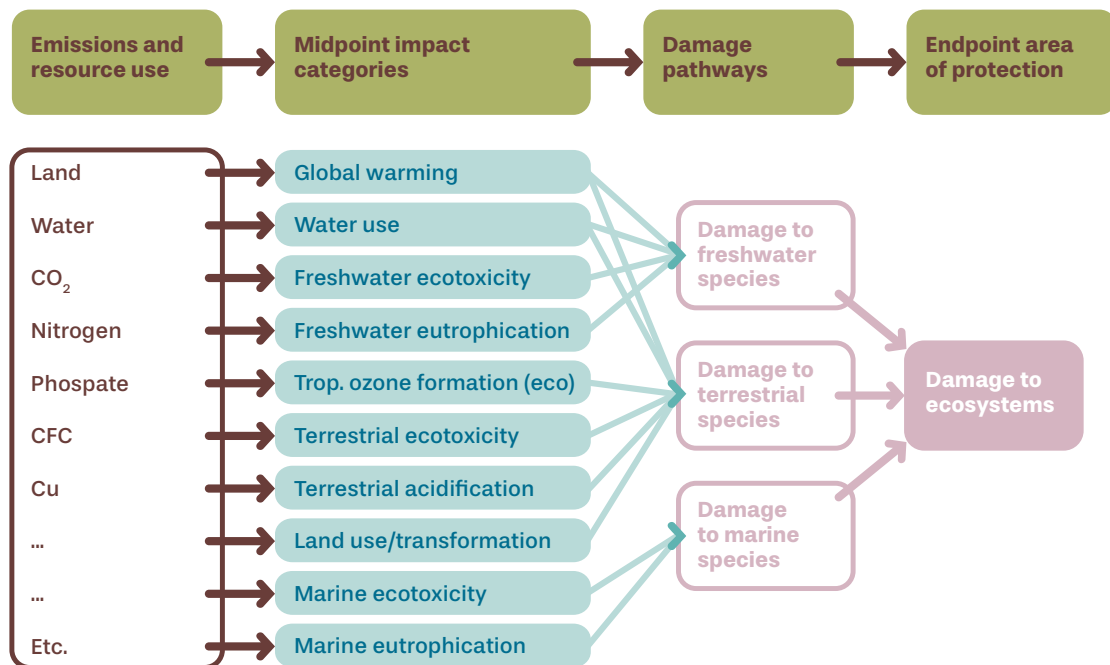 Emissions and
resource use
Midpoint impact
categories
Damage
pathways
Endpoint area
of protection
Land
Water
CO₂
Nitrogen
Phospate
CFC
Cu
...
...
Etc.
Global warming
Water use
Freshwater ecotoxicity
Freshwater eutrophication
Trop. ozone formation (eco)
Terrestrial ecotoxicity
Terrestrial acidification
Land use/transformation
Marine ecotoxicity
Marine eutrophication
Damage to
freshwater
species
Damage to
terrestrial
species
Damage
to marine
species
Damage to
ecosystems